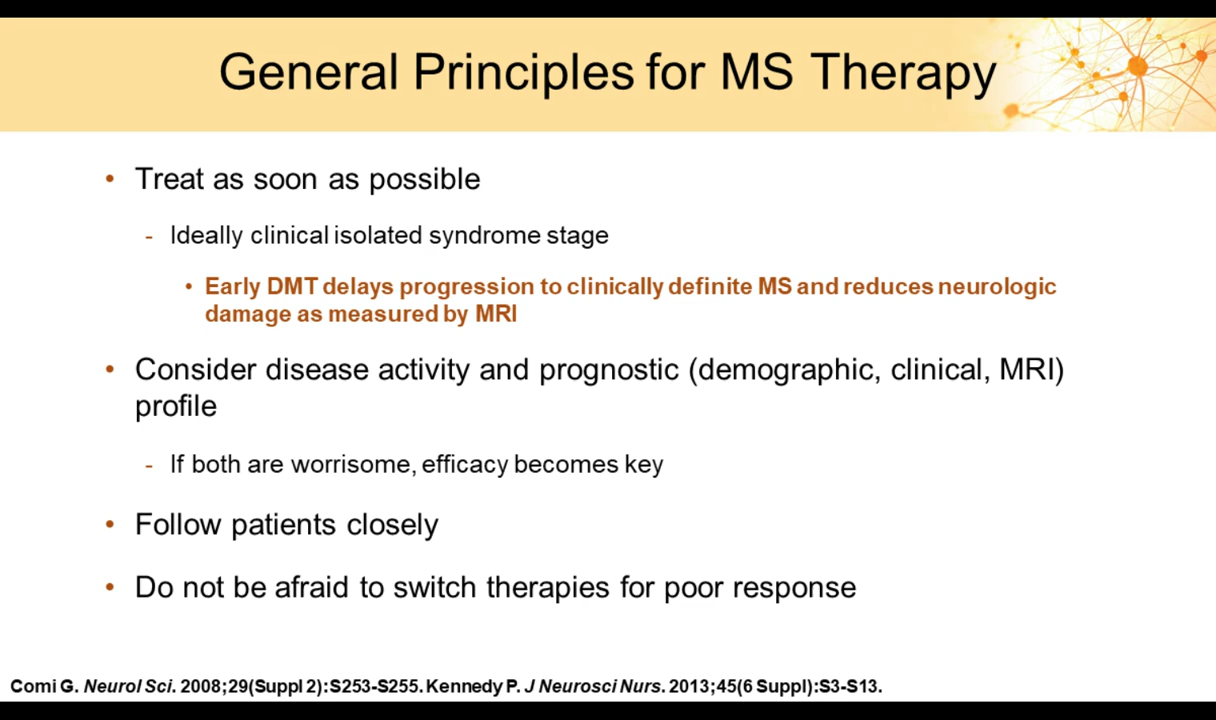 General Principles for MS Therapy
• Treat as soon as possible
- Ideally clinical isolated syndrome stage
• Early DMT delays progression to clinically definite MS and reduces neurologic
damage as measured by MRI
• Consider disease activity and prognostic (demographic, clinical, MRI)
profile
- If both are worrisome, efficacy becomes key
• Follow patients closely
• Do not be afraid to switch therapies for poor response
Comi G. Neurol Sci. 2008;29(Suppl 2):S253-S255. Kennedy P. J Neurosci Nurs. 2013;45(6 Suppl):S3-S13.